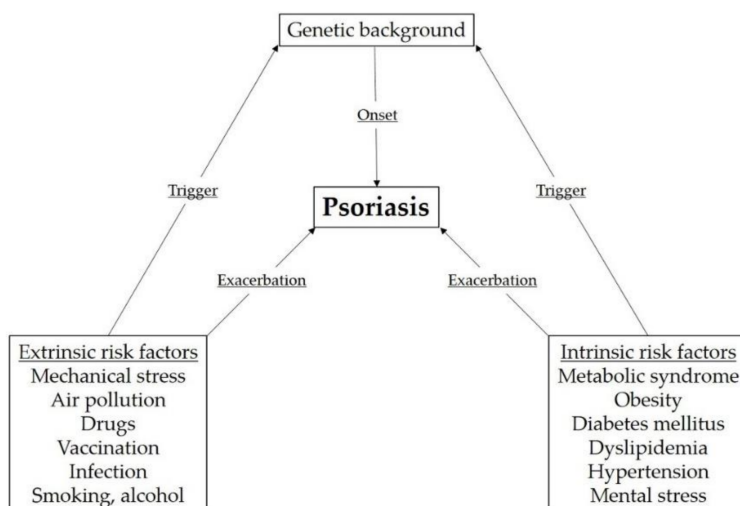 Genetic background
Onset
Trigger
Trigger
Psoriasis
Exacerbation
Exacerbation
Extrinsic risk factors
Mechanical stress
Air pollution
Drugs
Vaccination
Infection
Smoking, alcohol
Intrinsic risk factors
Metabolic syndrome
Obesity
Diabetes mellitus
Dyslipidemia
Hypertension
Mental stress